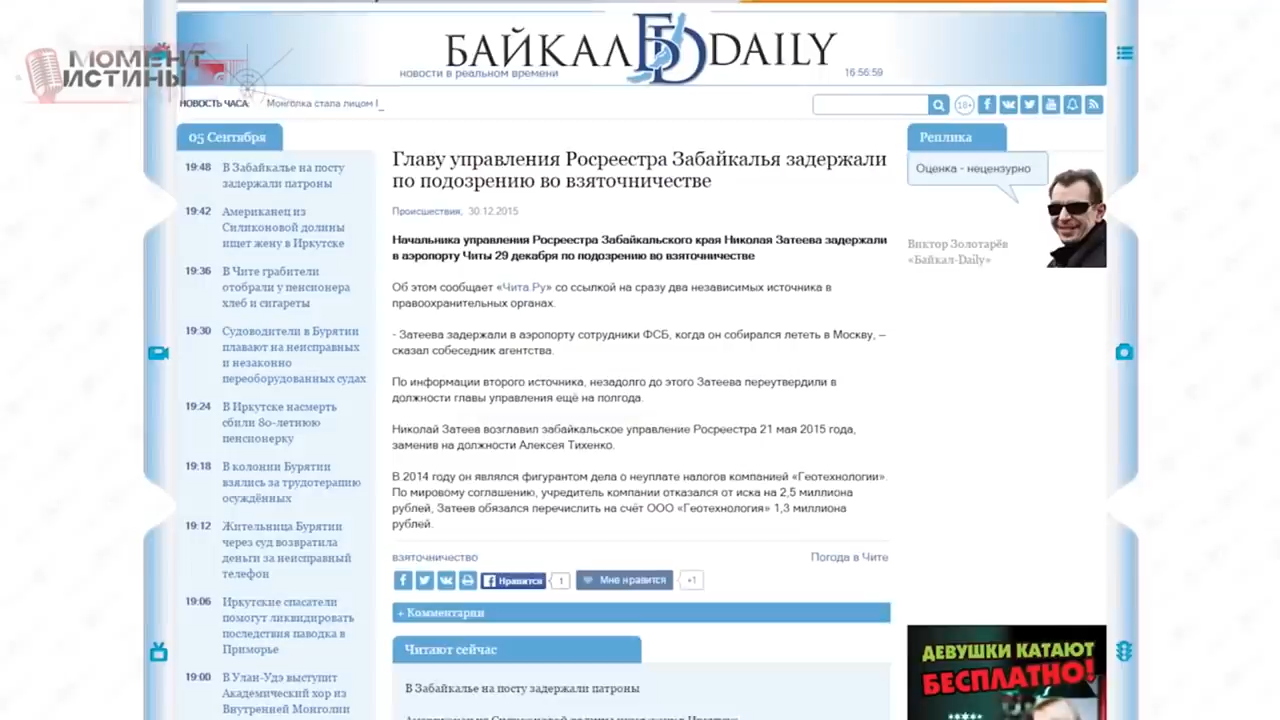 МОМЕНТ
ИСТИНЫ
БАЙКАЛ DAILY
новости в реальном времени
16:56:59
НОВОСТЬ ЧАСА:
Монголка стала лицом
18+
05 Сентября
19:48 В Забайкалье на посту
задержали патроны
19:42 Американец из
Силиконовой долины
ищет жену в Иркутске
19:36 В Чите грабители
отобрали у пенсионера
хлеб и сигареты
19:30 Судоводители в Бурятии
плавают на неисправных
и незаконно
переоборудованных судах
19:24 В Иркутске насмерть
сбили 80-летнюю
пенсионерку
19:18 В колонии Бурятии
взялись за трудотерапию
осуждённых
19:12 Жительница Бурятии
через суд возвратила
деньги за неисправный
телефон
19:06 Иркутские спасатели
помогут ликвидировать
последствия паводка в
Приморье
19:00 В Улан-Удэ выступит
Академический хор из
Внутренней Монголии
Главу управления Росреестра Забайкалья задержали
по подозрению во взяточничестве
Происшествия, 30.12.2015
Начальника управления Росреестра Забайкальского края Николая Затеева задержали
в аэропорту Читы 29 декабря по подозрению во взяточничестве
Об этом сообщает «Чита Ру» со ссылкой на сразу два независимых источника в
правоохранительных органах.
- Затеева задержали в аэропорту сотрудники ФСБ, когда он собирался лететь в Москву, –
сказал собеседник агентства.
По информации второго источника, незадолго до этого Затеева переутвердили в
должности главы управления ещё на полгода.
Николай Затеев возглавил забайкальское управление Росреестра 21 мая 2015 года,
заменив на должности Алексея Тихенко.
В 2014 году он являлся фигурантом дела о неуплате налогов компанией «Геотехнологии».
По мировому соглашению, учредитель компании отказался от иска на 2,5 миллиона
рублей, Затеев обязался перечислить на счёт ООО «Геотехнология» 1,3 миллиона
рублей.
взяточничество
Погода в Чите
Нравится 1
Мне нравится +1
+ Комментарии
Читают сейчас
В Забайкалье на посту задержали патроны
Американец из Силиконовой долины ищет жену в Иркутске
Реплика
Оценка - нецензурно
Виктор Золотарёв
«Байкал-Daily»
ДЕВУШКИ КАТАЮТ
БЕСПЛАТНО!